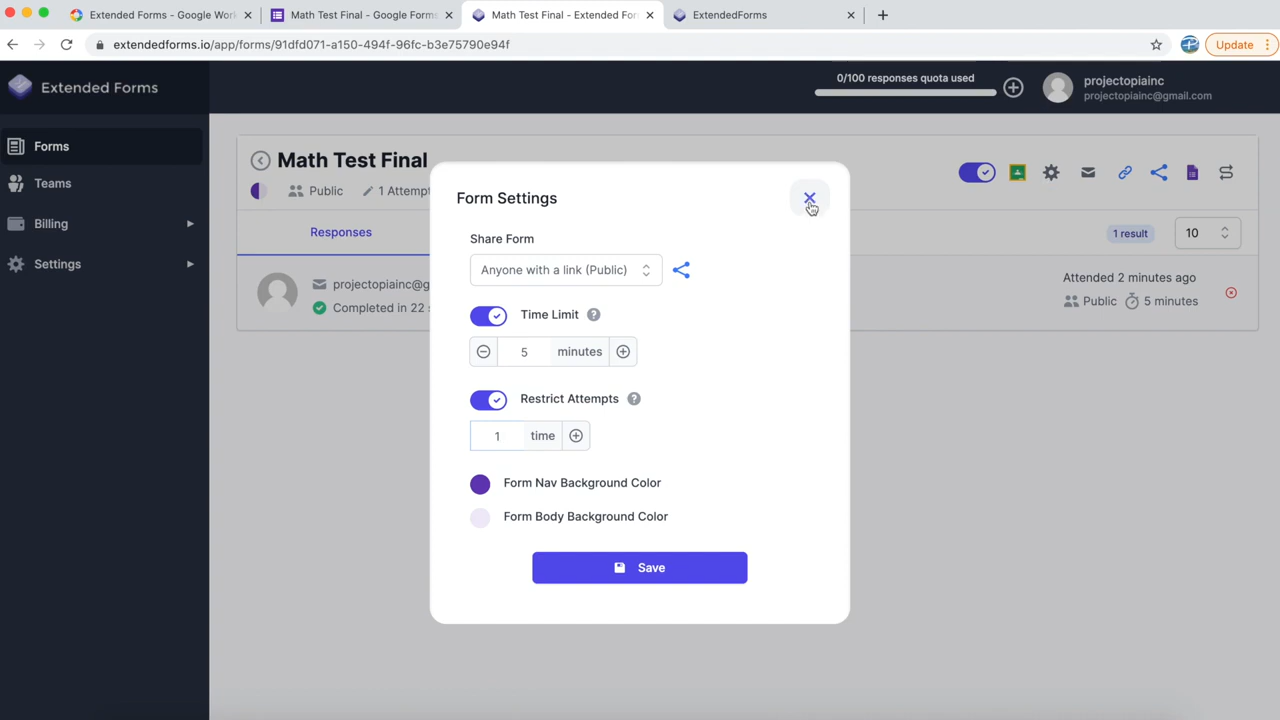 Extended Forms - Google Work
Math Test Final - Google Forms
Math Test Final - Extended For
ExtendedForms
extendedforms.io/app/forms/91dfd071-a150-494f-96fc-b3e75790e94f
Update
Extended Forms
0/100 responses quota used
projectopiainc
projectopiainc@gmail.com
Forms
Teams
Billing
Settings
Math Test Final
Public
1 Attempt
Responses
1 result
10
projectopiainc@g
Completed in 22 s
Attended 2 minutes ago
Public
5 minutes
Form Settings
Share Form
Anyone with a link (Public)
Time Limit
5 minutes
Restrict Attempts
1 time
Form Nav Background Color
Form Body Background Color
Save